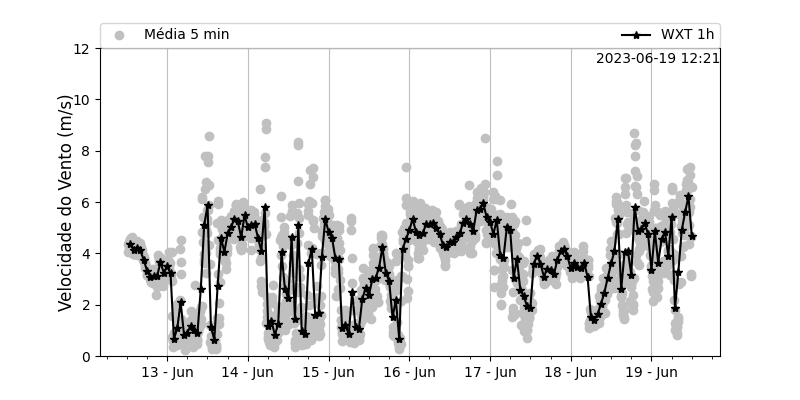 Média 5 min
WXT 1h
2023-06-19 12:21
Velocidade do Vento (m/s)
12
10
8
6
4
2
0
13 - Jun 14 - Jun 15 - Jun 16 - Jun 17 - Jun 18 - Jun 19 - Jun